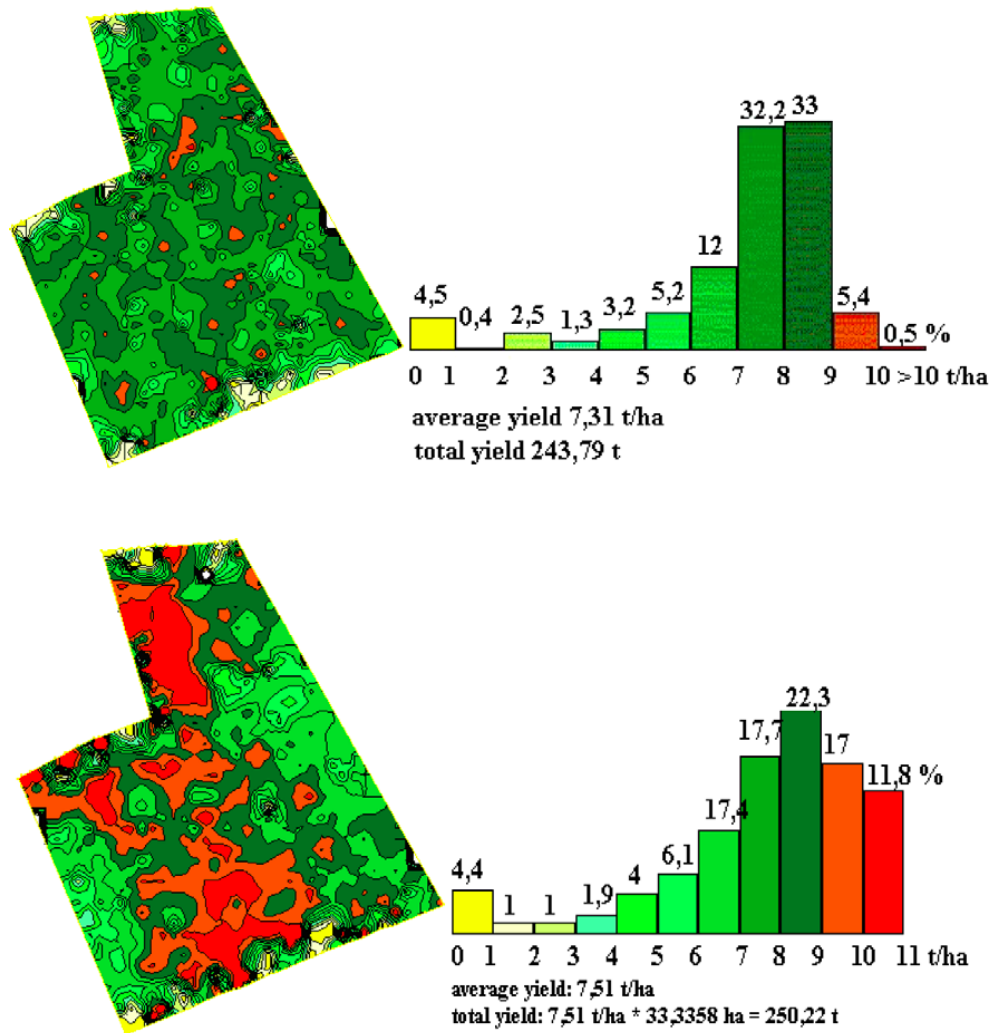 32,2 33
12
4,5 0,4 2,5 1,3 3,2 5,2 5,4 0,5 %
0 1 2 3 4 5 6 7 8 9 10 >10 t/ha
average yield 7,31 t/ha
total yield 243,79 t
22,3
17,7 17
17,4 11,8 %
4,4 1 1 1,9 4 6,1
0 1 2 3 4 5 6 7 8 9 10 11 t/ha
average yield: 7,51 t/ha
total yield: 7,51 t/ha * 33,3358 ha = 250,22 t